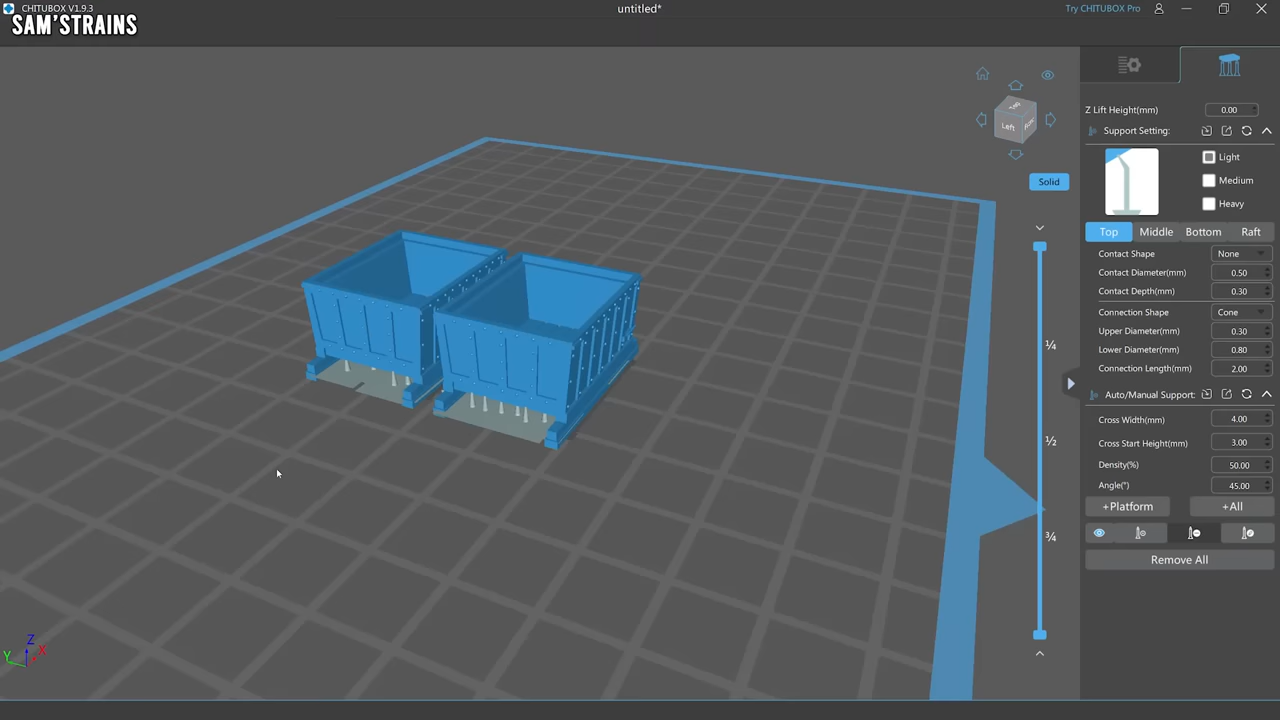 CHITUBOX V1.9.3
untitled*
Try CHITUBOX Pro
SAM'STRAINS
Z Lift Height(mm) 0.00
Support Setting:
Light
Medium
Heavy
Top Middle Bottom Raft
Contact Shape None
Contact Diameter(mm) 0.50
Contact Depth(mm) 0.30
Connection Shape Cone
Upper Diameter(mm) 0.30
Lower Diameter(mm) 0.80
Connection Length(mm) 2.00
Auto/Manual Support:
Cross Width(mm) 4.00
Cross Start Height(mm) 3.00
Density(%) 50.00
Angle(°) 45.00
+Platform +All
Remove All
Top
Left
Solid
¼
½
¾
Z
Y
X